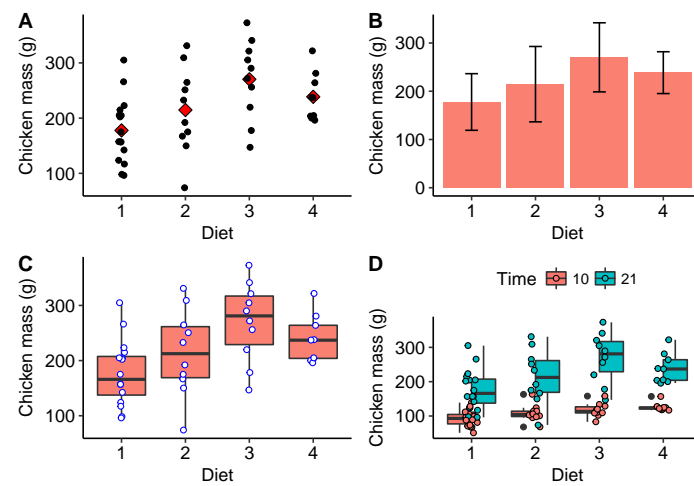 A
Chicken mass (g)
300
200
100
1 2 3 4
Diet
B
Chicken mass (g)
300
200
100
0
1 2 3 4
Diet
C
Chicken mass (g)
300
200
100
1 2 3 4
Diet
D
Time 10 21
Chicken mass (g)
300
200
100
1 2 3 4
Diet